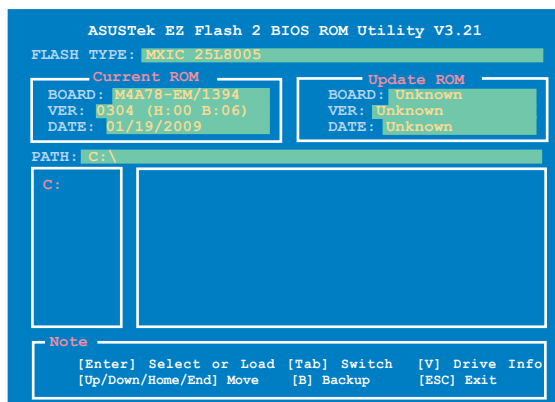 ASUSTek EZ Flash 2 BIOS ROM Utility V3.21
FLASH TYPE: MXIC 25L8005
Current ROM
BOARD: M4A78-EM/1394
VER: 0304 (H:00 B:06)
DATE: 01/19/2009
Update ROM
BOARD: Unknown
VER: Unknown
DATE: Unknown
PATH: C:\
C:
Note
[Enter] Select or Load [Tab] Switch [V] Drive Info
[Up/Down/Home/End] Move [B] Backup [ESC] Exit